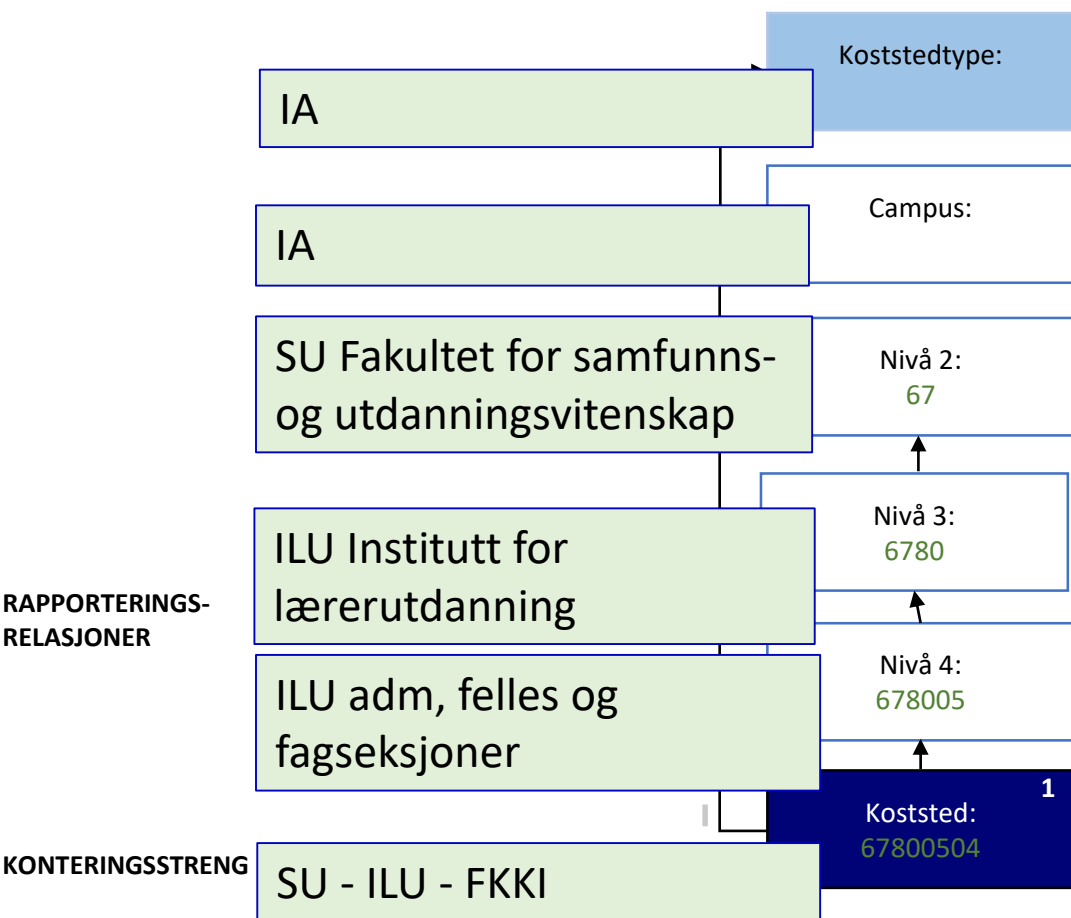 Koststedtype:
IA
Campus:
IA
SU Fakultet for samfunns-
og utdanningsvitenskap
Nivå 2:
67
ILU Institutt for
lærerutdanning
Nivå 3:
6780
RAPPORTERINGS-
RELASJONER
ILU adm, felles og
fagseksjoner
Nivå 4:
678005
1
Koststed:
67800504
KONTERINGSSTRENG
SU - ILU - FKKI